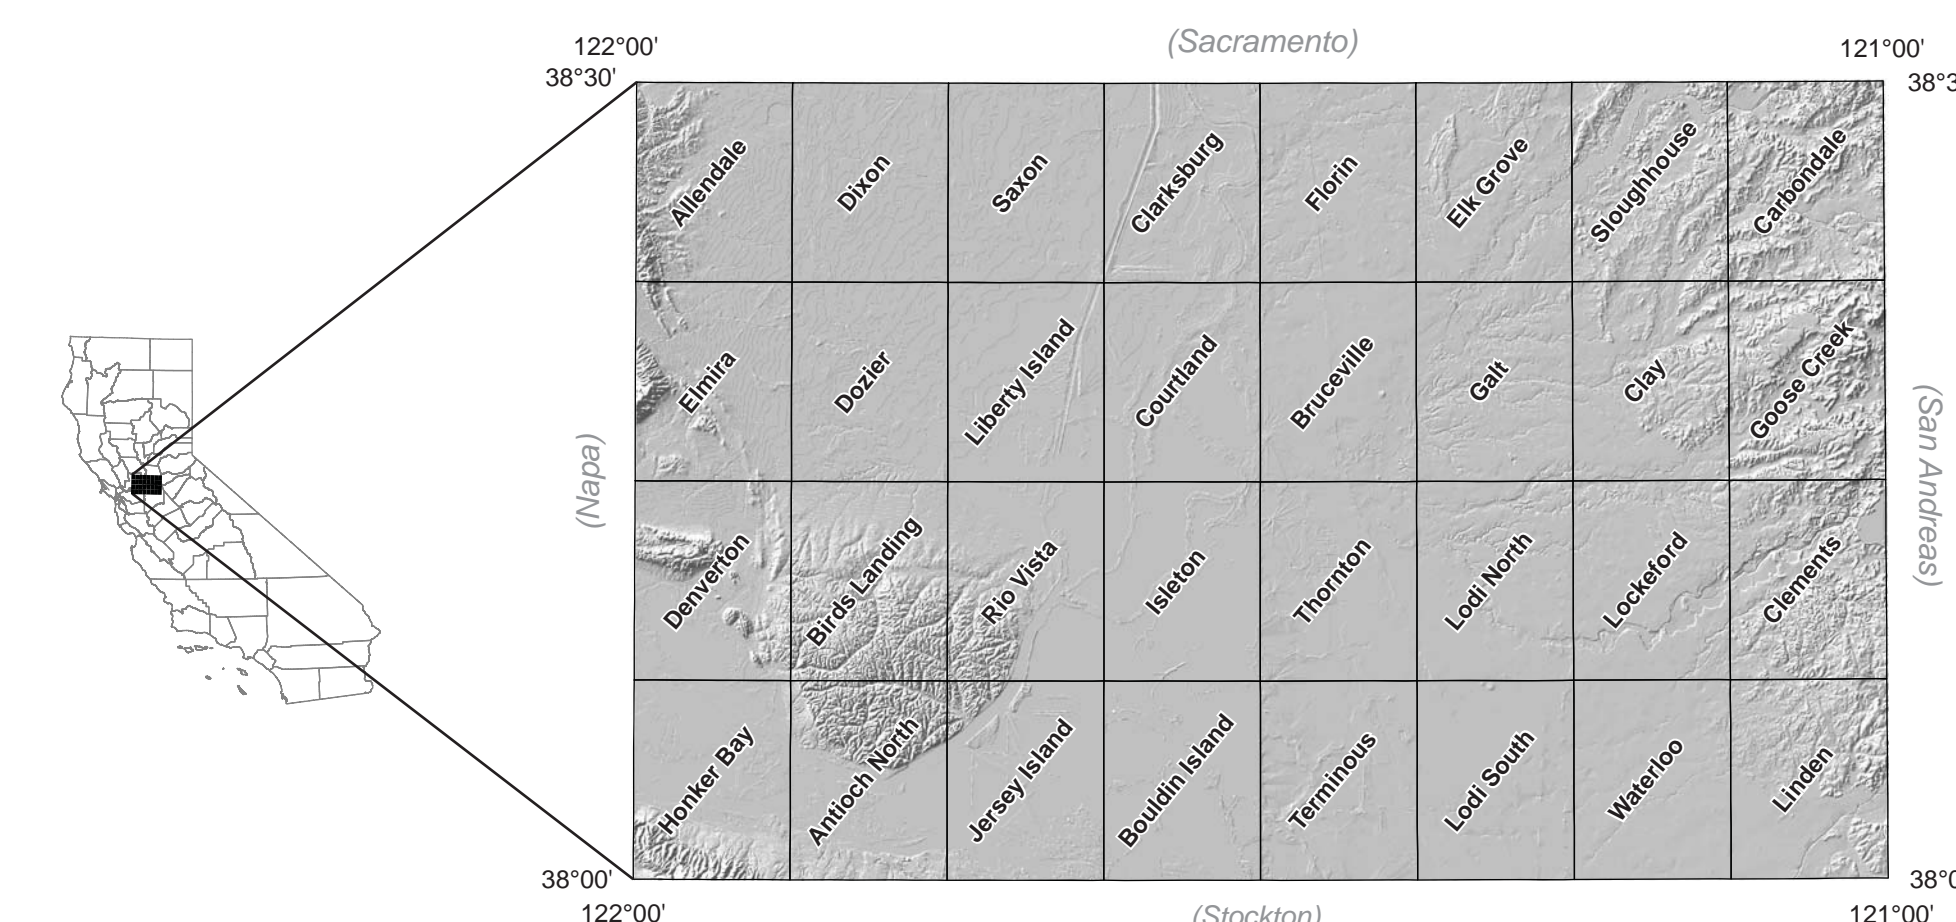 (Sacramento)
122°00'
121°00'
38°30'
38°3
Allendale
Dixon
Saxon
Clarksburg
Florin
Elk Grove
Sloughhouse
Carbondale
Elmira
Dozier
Liberty Island
Courtland
Bruceville
Galt
Clay
Goose Creek
(Napa)
(San Andreas)
Denverton
Birds Landing
Rio Vista
Isleton
Thornton
Lodi North
Lockeford
Clements
Honker Bay
Antioch North
Jersey Island
Bouldin Island
Terminous
Lodi South
Waterloo
Linden
38°00'
38°0
122°00'
(Stockton)
121°00'